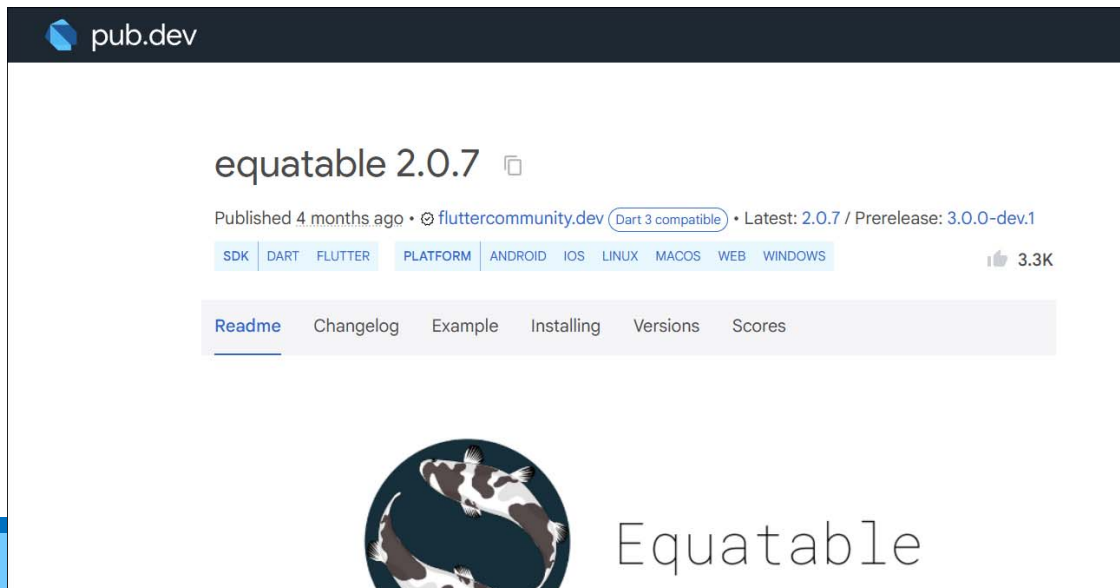 pub.dev
equatable 2.0.7
Published 4 months ago • fluttercommunity.dev Dart 3 compatible • Latest: 2.0.7 / Prerelease: 3.0.0-dev.1
SDK DART FLUTTER PLATFORM ANDROID IOS LINUX MACOS WEB WINDOWS 3.3K
Readme Changelog Example Installing Versions Scores
Equatable